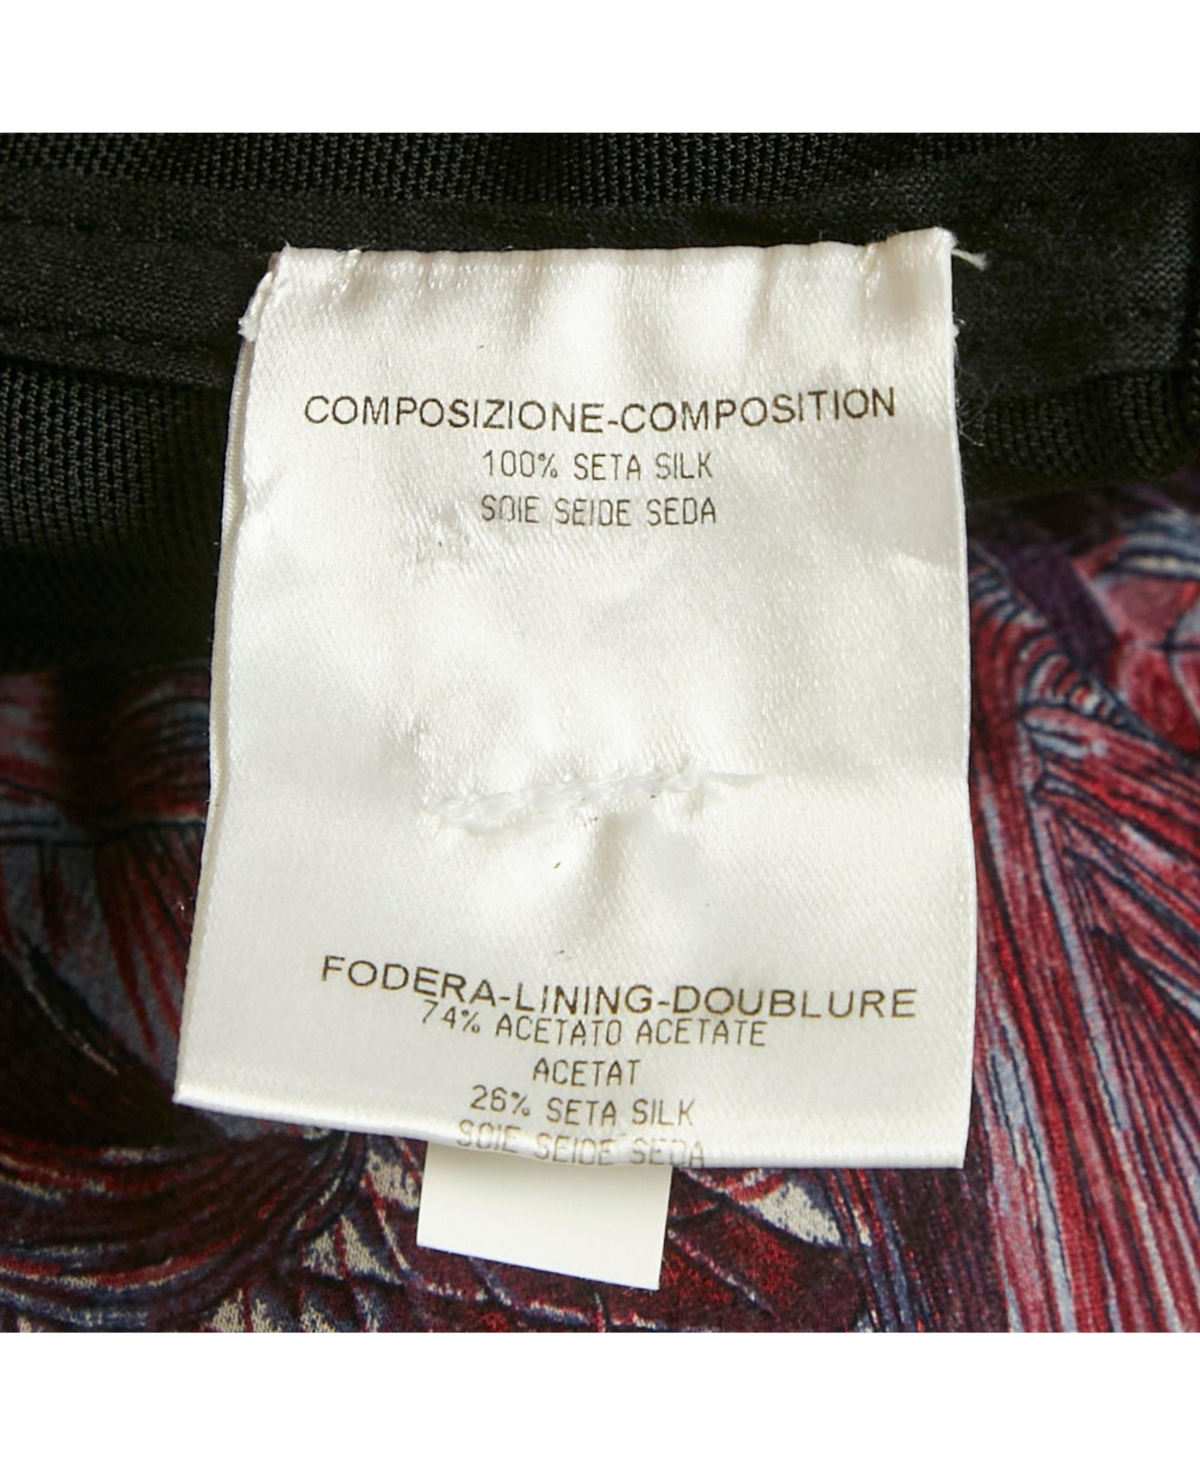 COMPOSIZIONE-COMPOSITION
100% SETA SILK
SOIE SEIDE SEDA
FODERA-LINING-DOUBLURE
74% ACETATO ACETATE
ACETAT
26% SETA SILK
SOIE SEIDE SEDA